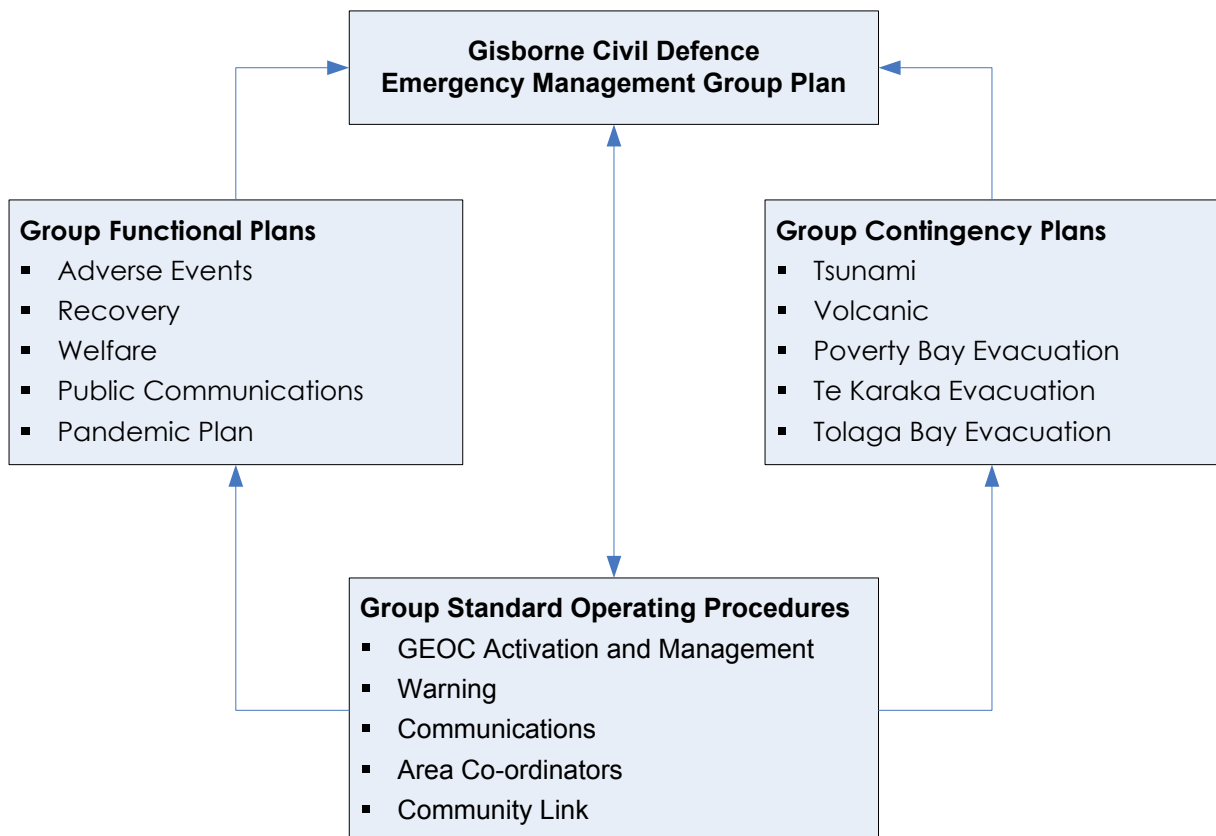 Gisborne Civil Defence
Emergency Management Group Plan
Group Functional Plans
▪ Adverse Events
▪ Recovery
▪ Welfare
▪ Public Communications
▪ Pandemic Plan
Group Contingency Plans
▪ Tsunami
▪ Volcanic
▪ Poverty Bay Evacuation
▪ Te Karaka Evacuation
▪ Tolaga Bay Evacuation
Group Standard Operating Procedures
▪ GEOC Activation and Management
▪ Warning
▪ Communications
▪ Area Co-ordinators
▪ Community Link